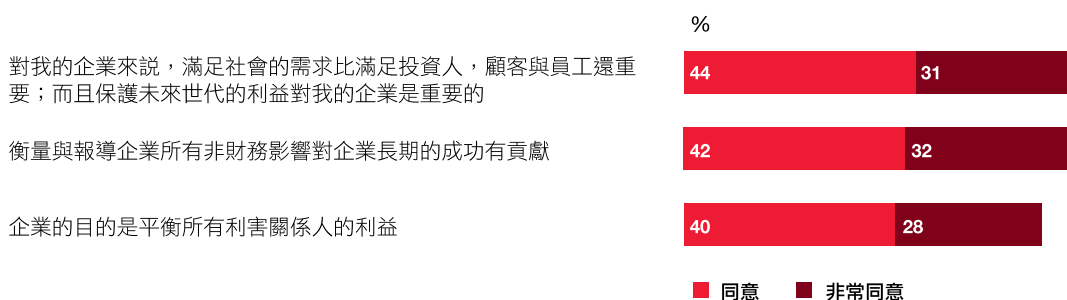 %
對我的企業來說，滿足社會的需求比滿足投資人，顧客與員工還重
要；而且保護未來世代的利益對我的企業是重要的
44 31
衡量與報導企業所有非財務影響對企業長期的成功有貢獻
42 32
企業的目的是平衡所有利害關係人的利益
40 28
同意 非常同意